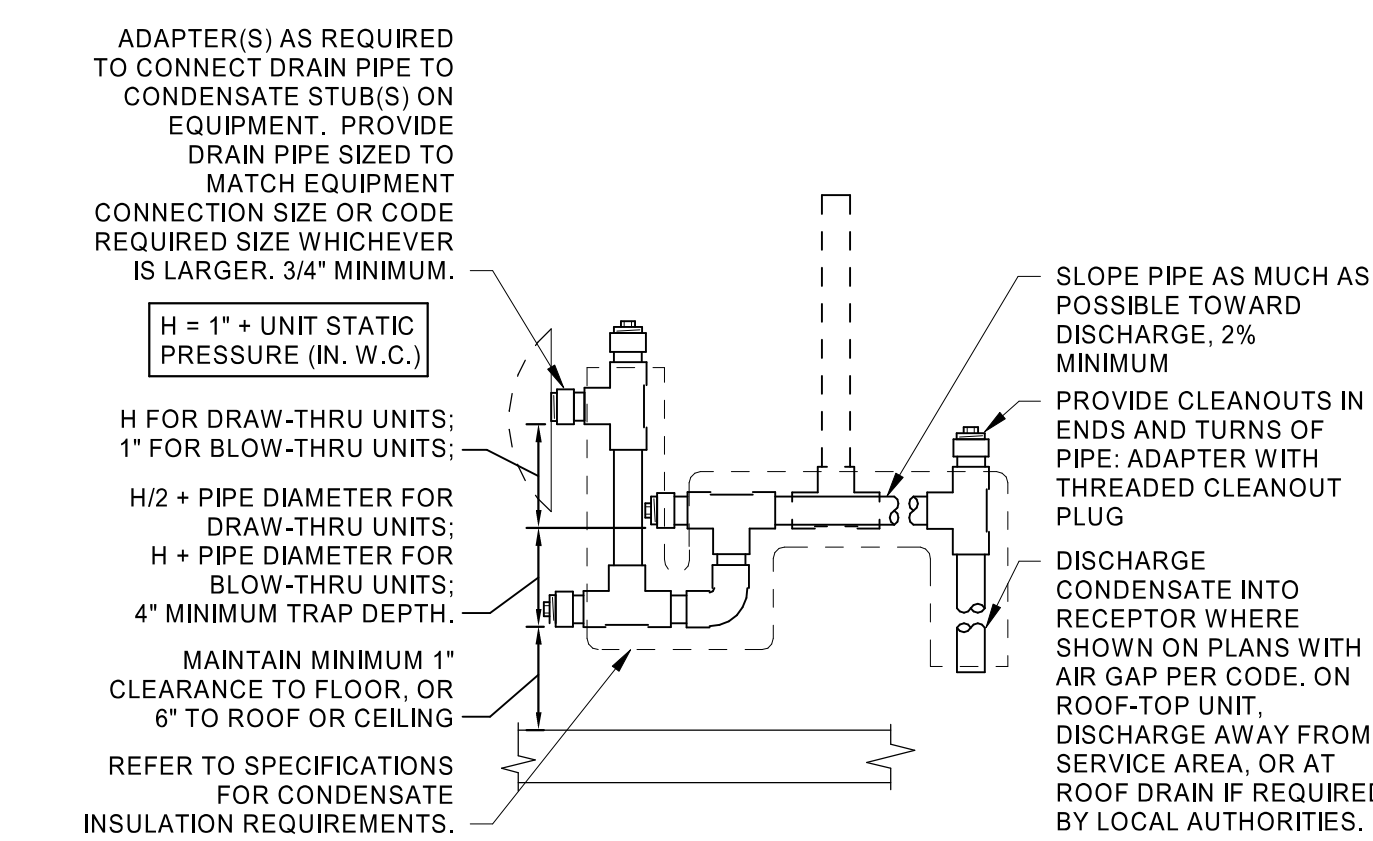 ADAPTER(S) AS REQUIRED
TO CONNECT DRAIN PIPE TO
CONDENSATE STUB(S) ON
EQUIPMENT. PROVIDE
DRAIN PIPE SIZED TO
MATCH EQUIPMENT
CONNECTION SIZE OR CODE
REQUIRED SIZE WHICHEVER
IS LARGER. 3/4" MINIMUM.
H = 1" + UNIT STATIC
PRESSURE (IN. W.C.)
H FOR DRAW-THRU UNITS;
1" FOR BLOW-THRU UNITS;
H/2 + PIPE DIAMETER FOR
DRAW-THRU UNITS;
H + PIPE DIAMETER FOR
BLOW-THRU UNITS;
4" MINIMUM TRAP DEPTH.
MAINTAIN MINIMUM 1"
CLEARANCE TO FLOOR, OR
6" TO ROOF OR CEILING
REFER TO SPECIFICATIONS
FOR CONDENSATE
INSULATION REQUIREMENTS.
SLOPE PIPE AS MUCH AS
POSSIBLE TOWARD
DISCHARGE, 2%
MINIMUM
PROVIDE CLEANOUTS IN
ENDS AND TURNS OF
PIPE: ADAPTER WITH
THREADED CLEANOUT
PLUG
DISCHARGE
CONDENSATE INTO
RECEPTOR WHERE
SHOWN ON PLANS WITH
AIR GAP PER CODE. ON
ROOF-TOP UNIT,
DISCHARGE AWAY FROM
SERVICE AREA, OR AT
ROOF DRAIN IF REQUIRED
BY LOCAL AUTHORITIES.